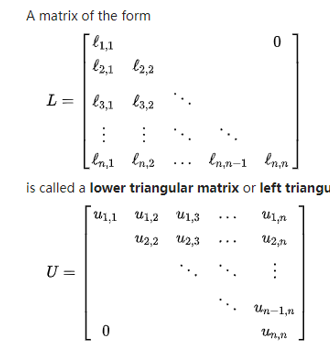 A matrix of the form
ℓ1,1 0
ℓ2,1 ℓ2,2
L = ℓ3,1 ℓ3,2 ⋱
⋮ ⋮ ⋱ ⋱
ℓn,1 ℓn,2 … ℓn,n−1 ℓn,n
is called a lower triangular matrix or left triangu
u1,1 u1,2 u1,3 … u1,n
u2,2 u2,3 … u2,n
U = ⋱ ⋱ ⋮
⋱ un−1,n
0 un,n